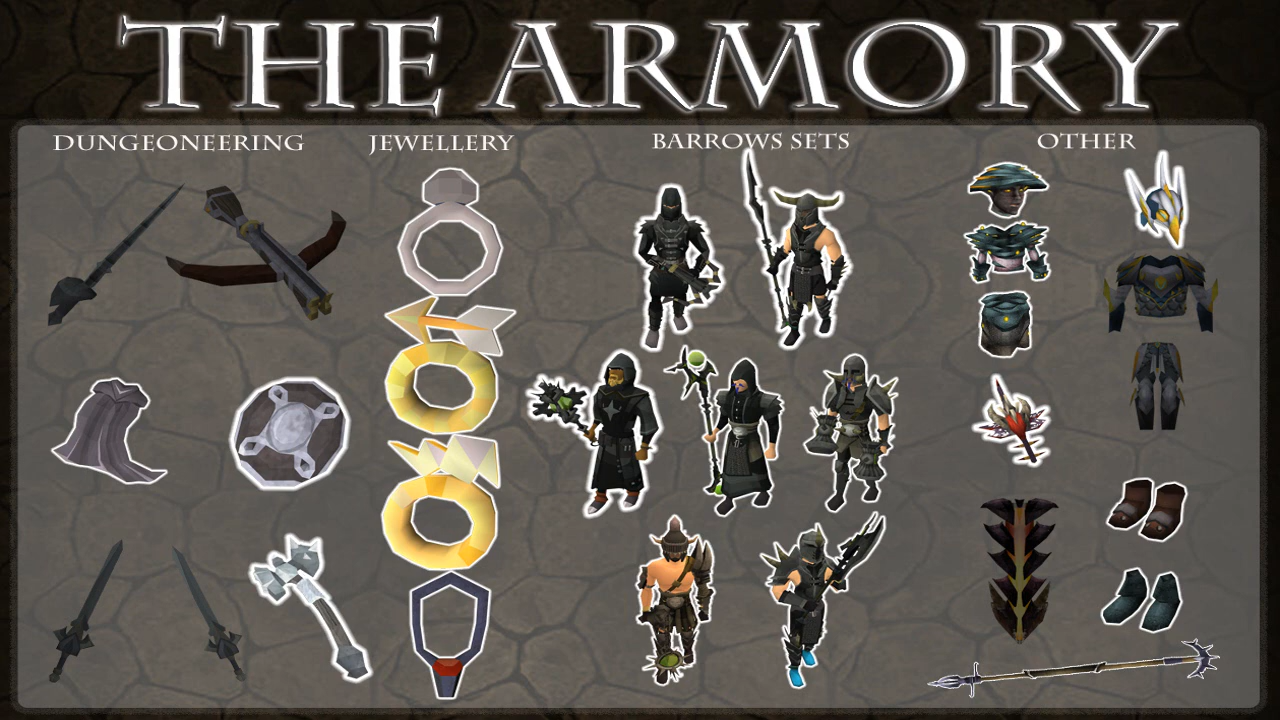 THE ARMORY
DUNGEONEERING
JEWELLERY
BARROWS SETS
OTHER